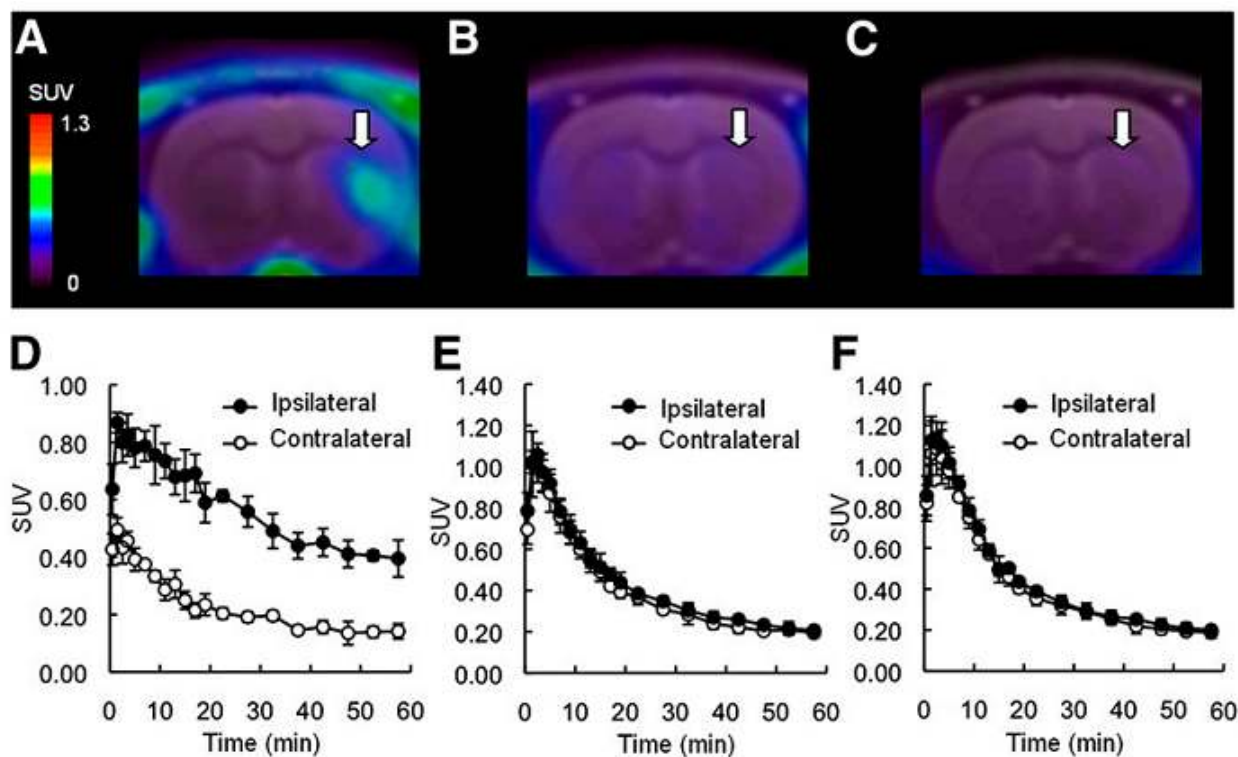 A
B
C
SUV
1.3
0
D
E
F
SUV
1.00
0.80
0.60
0.40
0.20
0.00
Ipsilateral
Contralateral
0 10 20 30 40 50 60
Time (min)
SUV
1.40
1.20
1.00
0.80
0.60
0.40
0.20
0.00
Ipsilateral
Contralateral
0 10 20 30 40 50 60
Time (min)
SUV
1.40
1.20
1.00
0.80
0.60
0.40
0.20
0.00
Ipsilateral
Contralateral
0 10 20 30 40 50 60
Time (min)